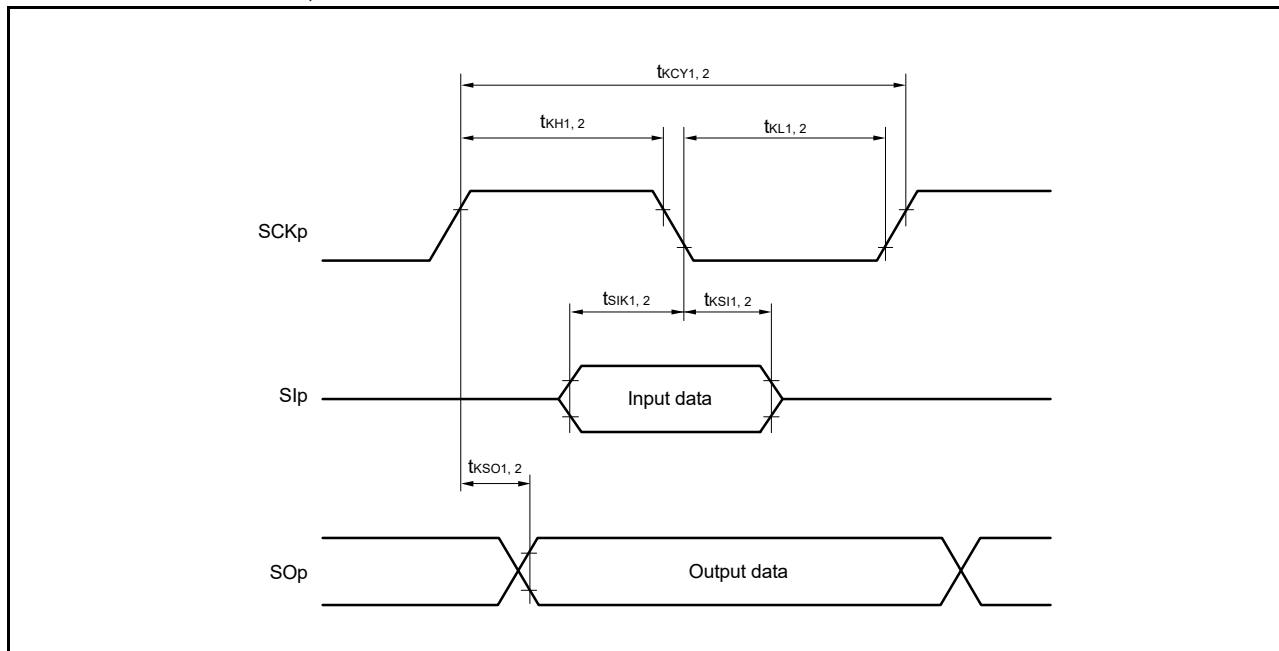 tKCY1, 2
tKH1, 2
tKL1, 2
SCKp
tSIK1, 2
tKSI1, 2
SIp
Input data
tKSO1, 2
SOp
Output data